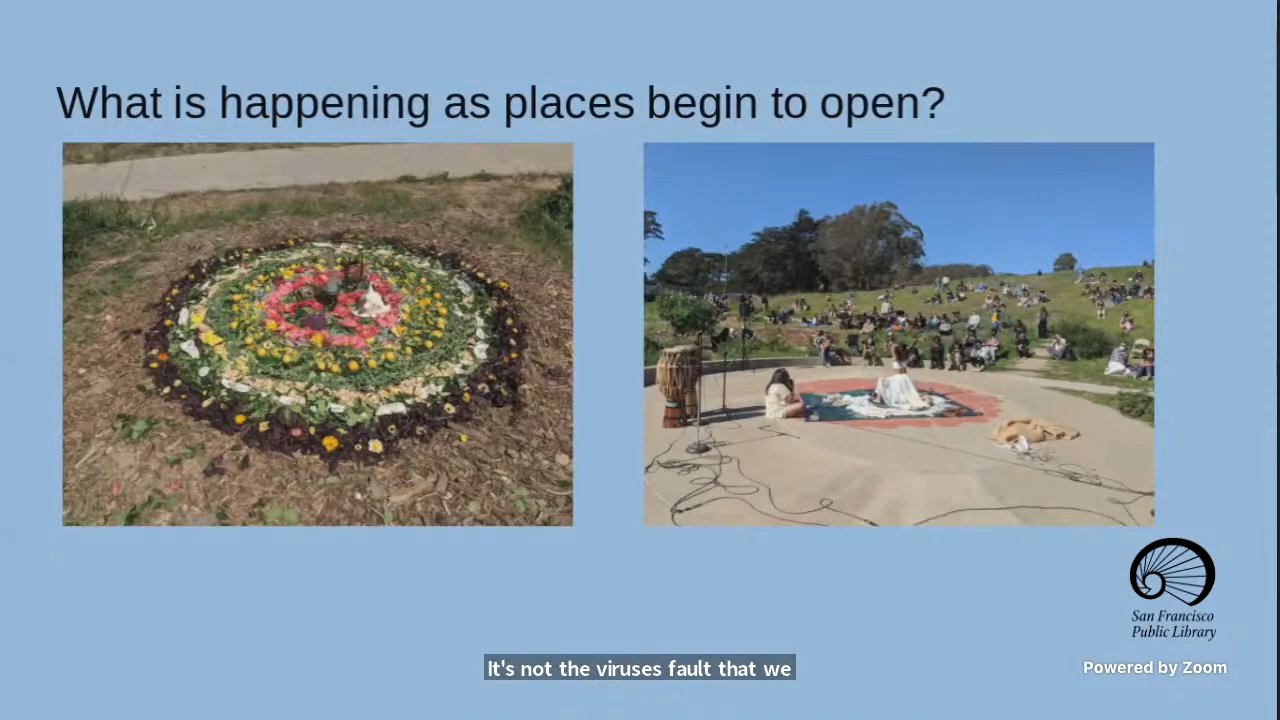 What is happening as places begin to open?
San Francisco
Public Library
It's not the viruses fault that we
Powered by Zoom